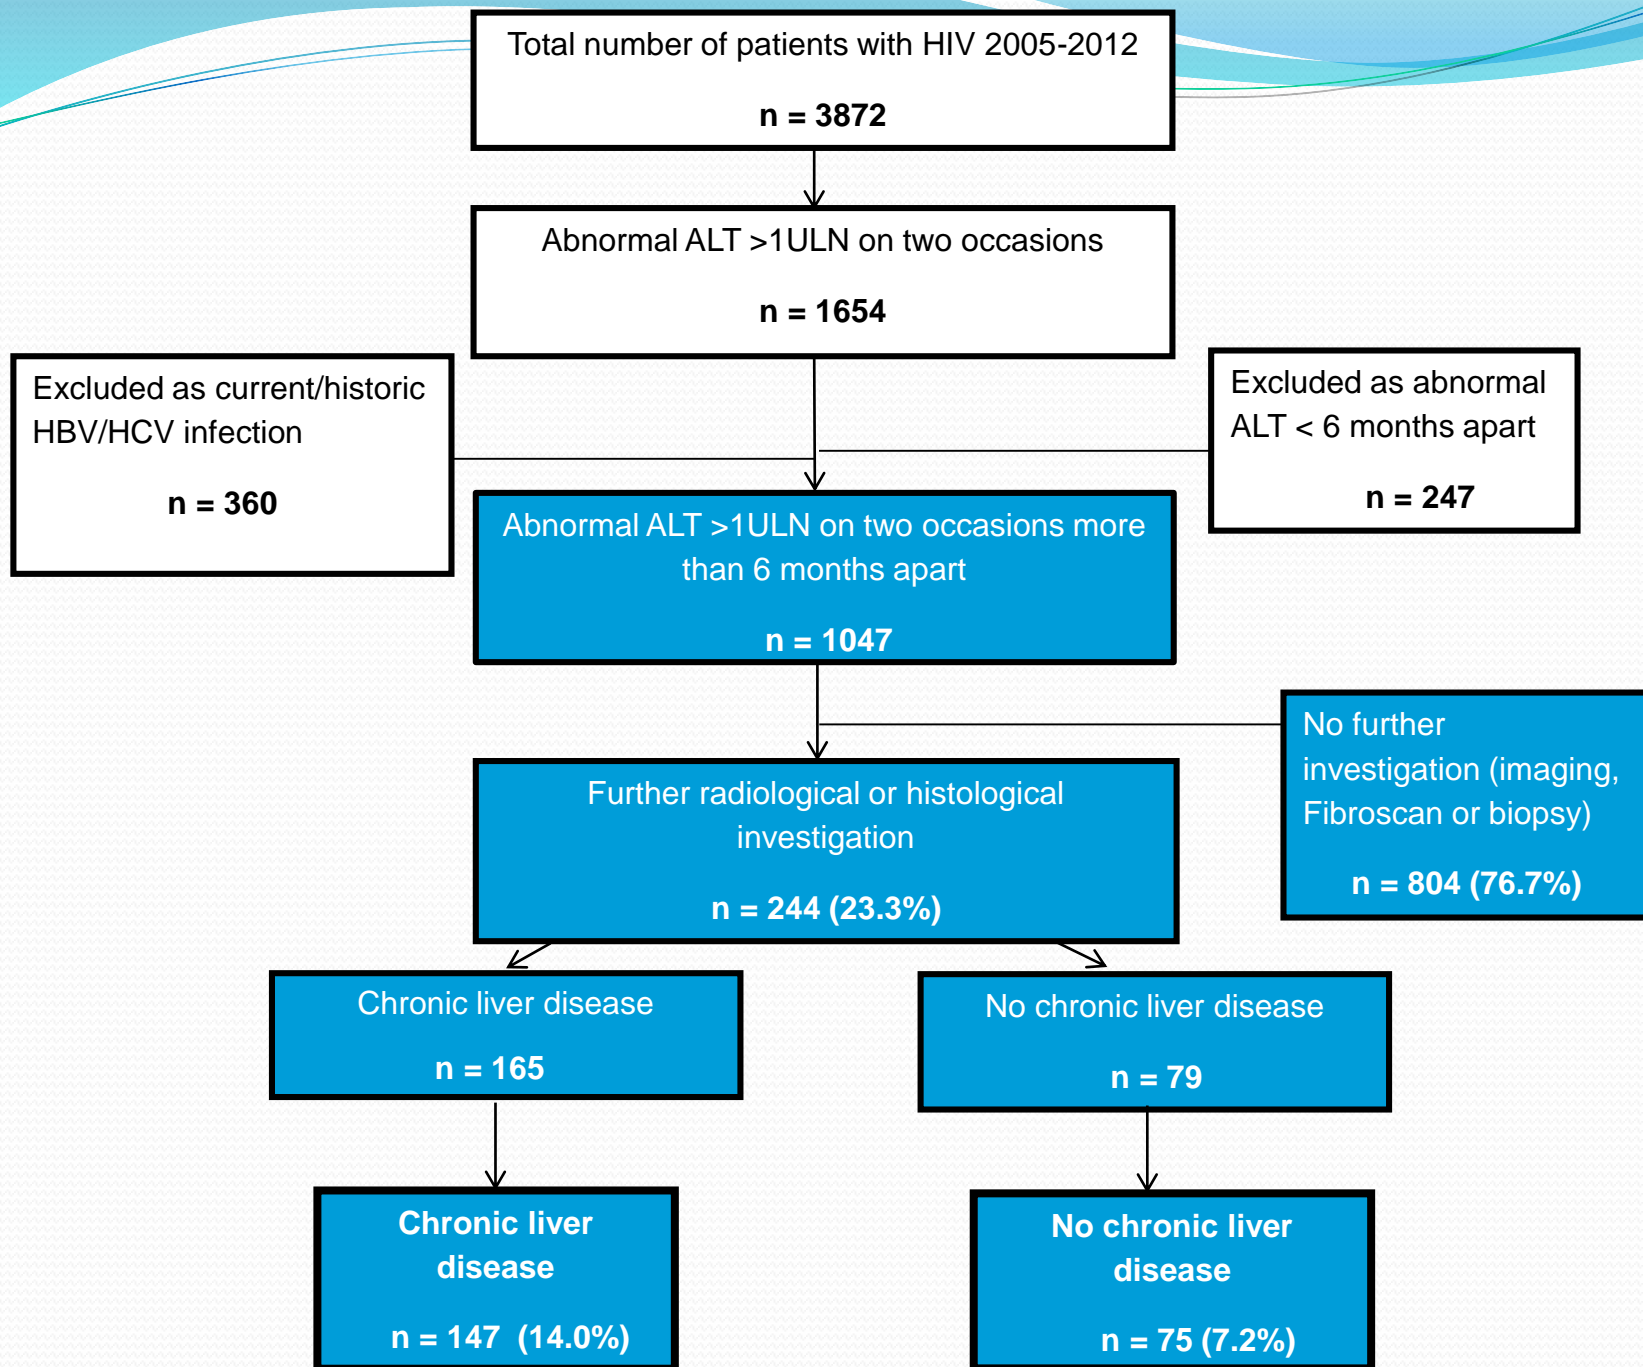 Total number of patients with HIV 2005-2012
n = 3872
Abnormal ALT >1ULN on two occasions
n = 1654
Excluded as current/historic
HBV/HCV infection
n = 360
Excluded as abnormal
ALT < 6 months apart
n = 247
Abnormal ALT >1ULN on two occasions more
than 6 months apart
n = 1047
No further
investigation (imaging,
Fibroscan or biopsy)
n = 804 (76.7%)
Further radiological or histological
investigation
n = 244 (23.3%)
Chronic liver disease
n = 165
No chronic liver disease
n = 79
Chronic liver
disease
n = 147 (14.0%)
No chronic liver
disease
n = 75 (7.2%)